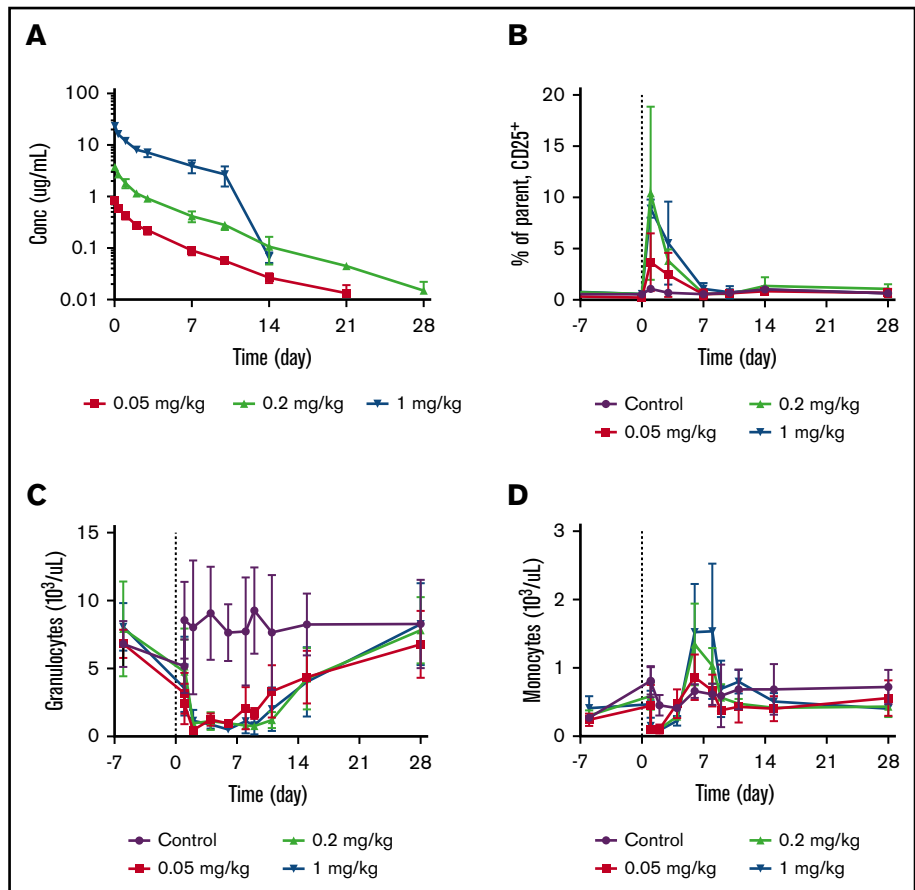 A
Conc (ug/mL)
100
10
1
0.1
0.01
0 7 14 21 28
Time (day)
0.05 mg/kg 0.2 mg/kg 1 mg/kg
B
% of parent, CD25⁺
20
15
10
5
0
-7 0 7 14 21 28
Time (day)
Control 0.2 mg/kg
0.05 mg/kg 1 mg/kg
C
Granulocytes (10³/uL)
15
10
5
0
-7 0 7 14 21 28
Time (day)
Control 0.2 mg/kg
0.05 mg/kg 1 mg/kg
D
Monocytes (10³/uL)
3
2
1
0
-7 0 7 14 21 28
Time (day)
Control 0.2 mg/kg
0.05 mg/kg 1 mg/kg